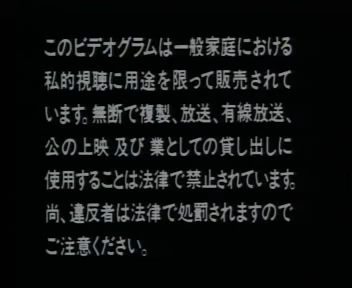 このビデオグラムは一般家庭における
私的視聴に用途を限って販売されて
います。無断で複製、放送、有線放送、
公の上映 及び 業としての貸し出しに
使用することは法律で禁止されています。
尚、違反者は法律で処罰されますので
ご注意ください。